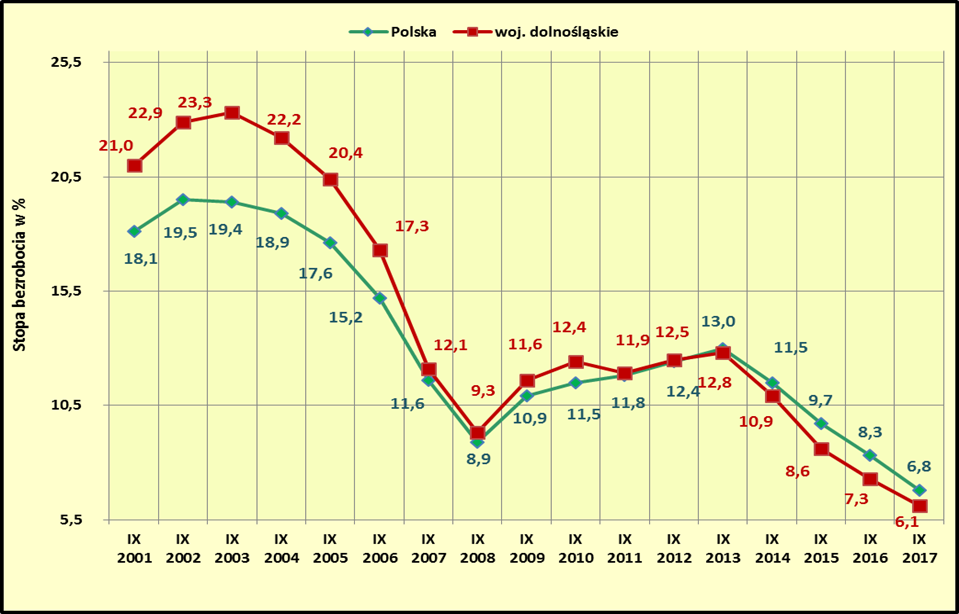 Polska woj. dolnośląskie
Stopa bezrobocia w %
25,5
20,5
15,5
10,5
5,5
21,0 22,9 23,3 22,2 20,4 17,3 12,1 9,3 11,6 12,4 11,9 12,5 12,8 10,9 8,6 7,3 6,1
18,1 19,5 19,4 18,9 17,6 15,2 11,6 8,9 10,9 11,5 11,8 12,4 13,0 11,5 9,7 8,3 6,8
IX IX IX IX IX IX IX IX IX IX IX IX IX IX IX IX IX
2001 2002 2003 2004 2005 2006 2007 2008 2009 2010 2011 2012 2013 2014 2015 2016 2017